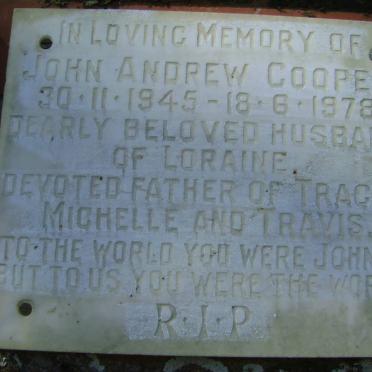 IN LOVING MEMORY OF
JOHN ANDREW COOPE
30·11·1945 - 18·6·1978
DEARLY BELOVED HUSBA
OF LORAINE
DEVOTED FATHER OF TRAC
MICHELLE AND TRAVIS.
TO THE WORLD YOU WERE JOHN
BUT TO US YOU WERE THE WOR
R·I·P